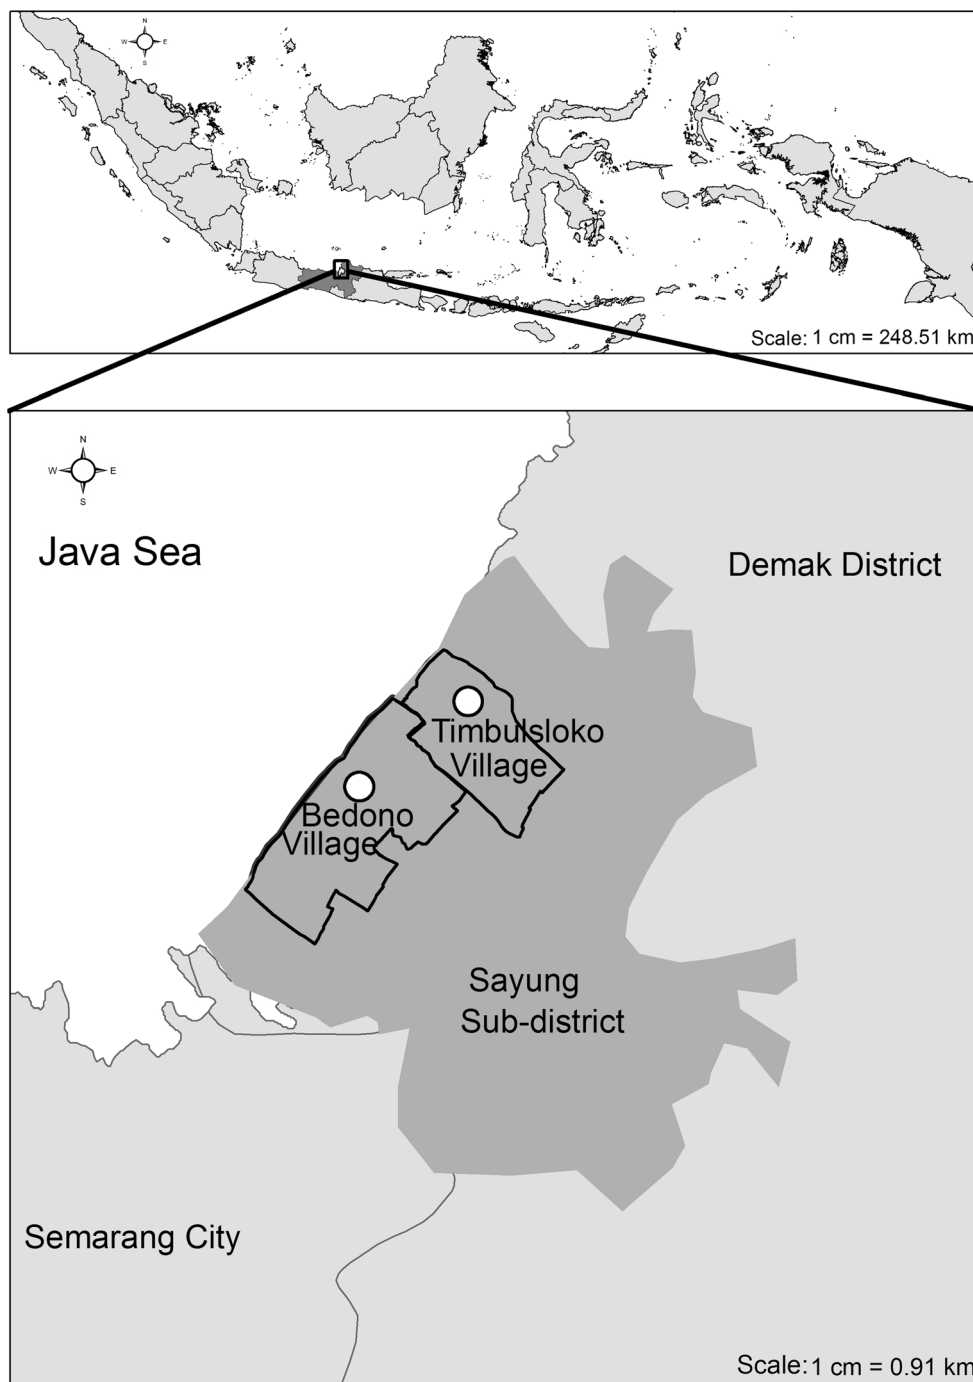 N
W E
S
Scale: 1 cm = 248.51 km
N
W E
S
Java Sea
Demak District
Timbulsloko
Village
Bedono
Village
Sayung
Sub-district
Semarang City
Scale: 1 cm = 0.91 km